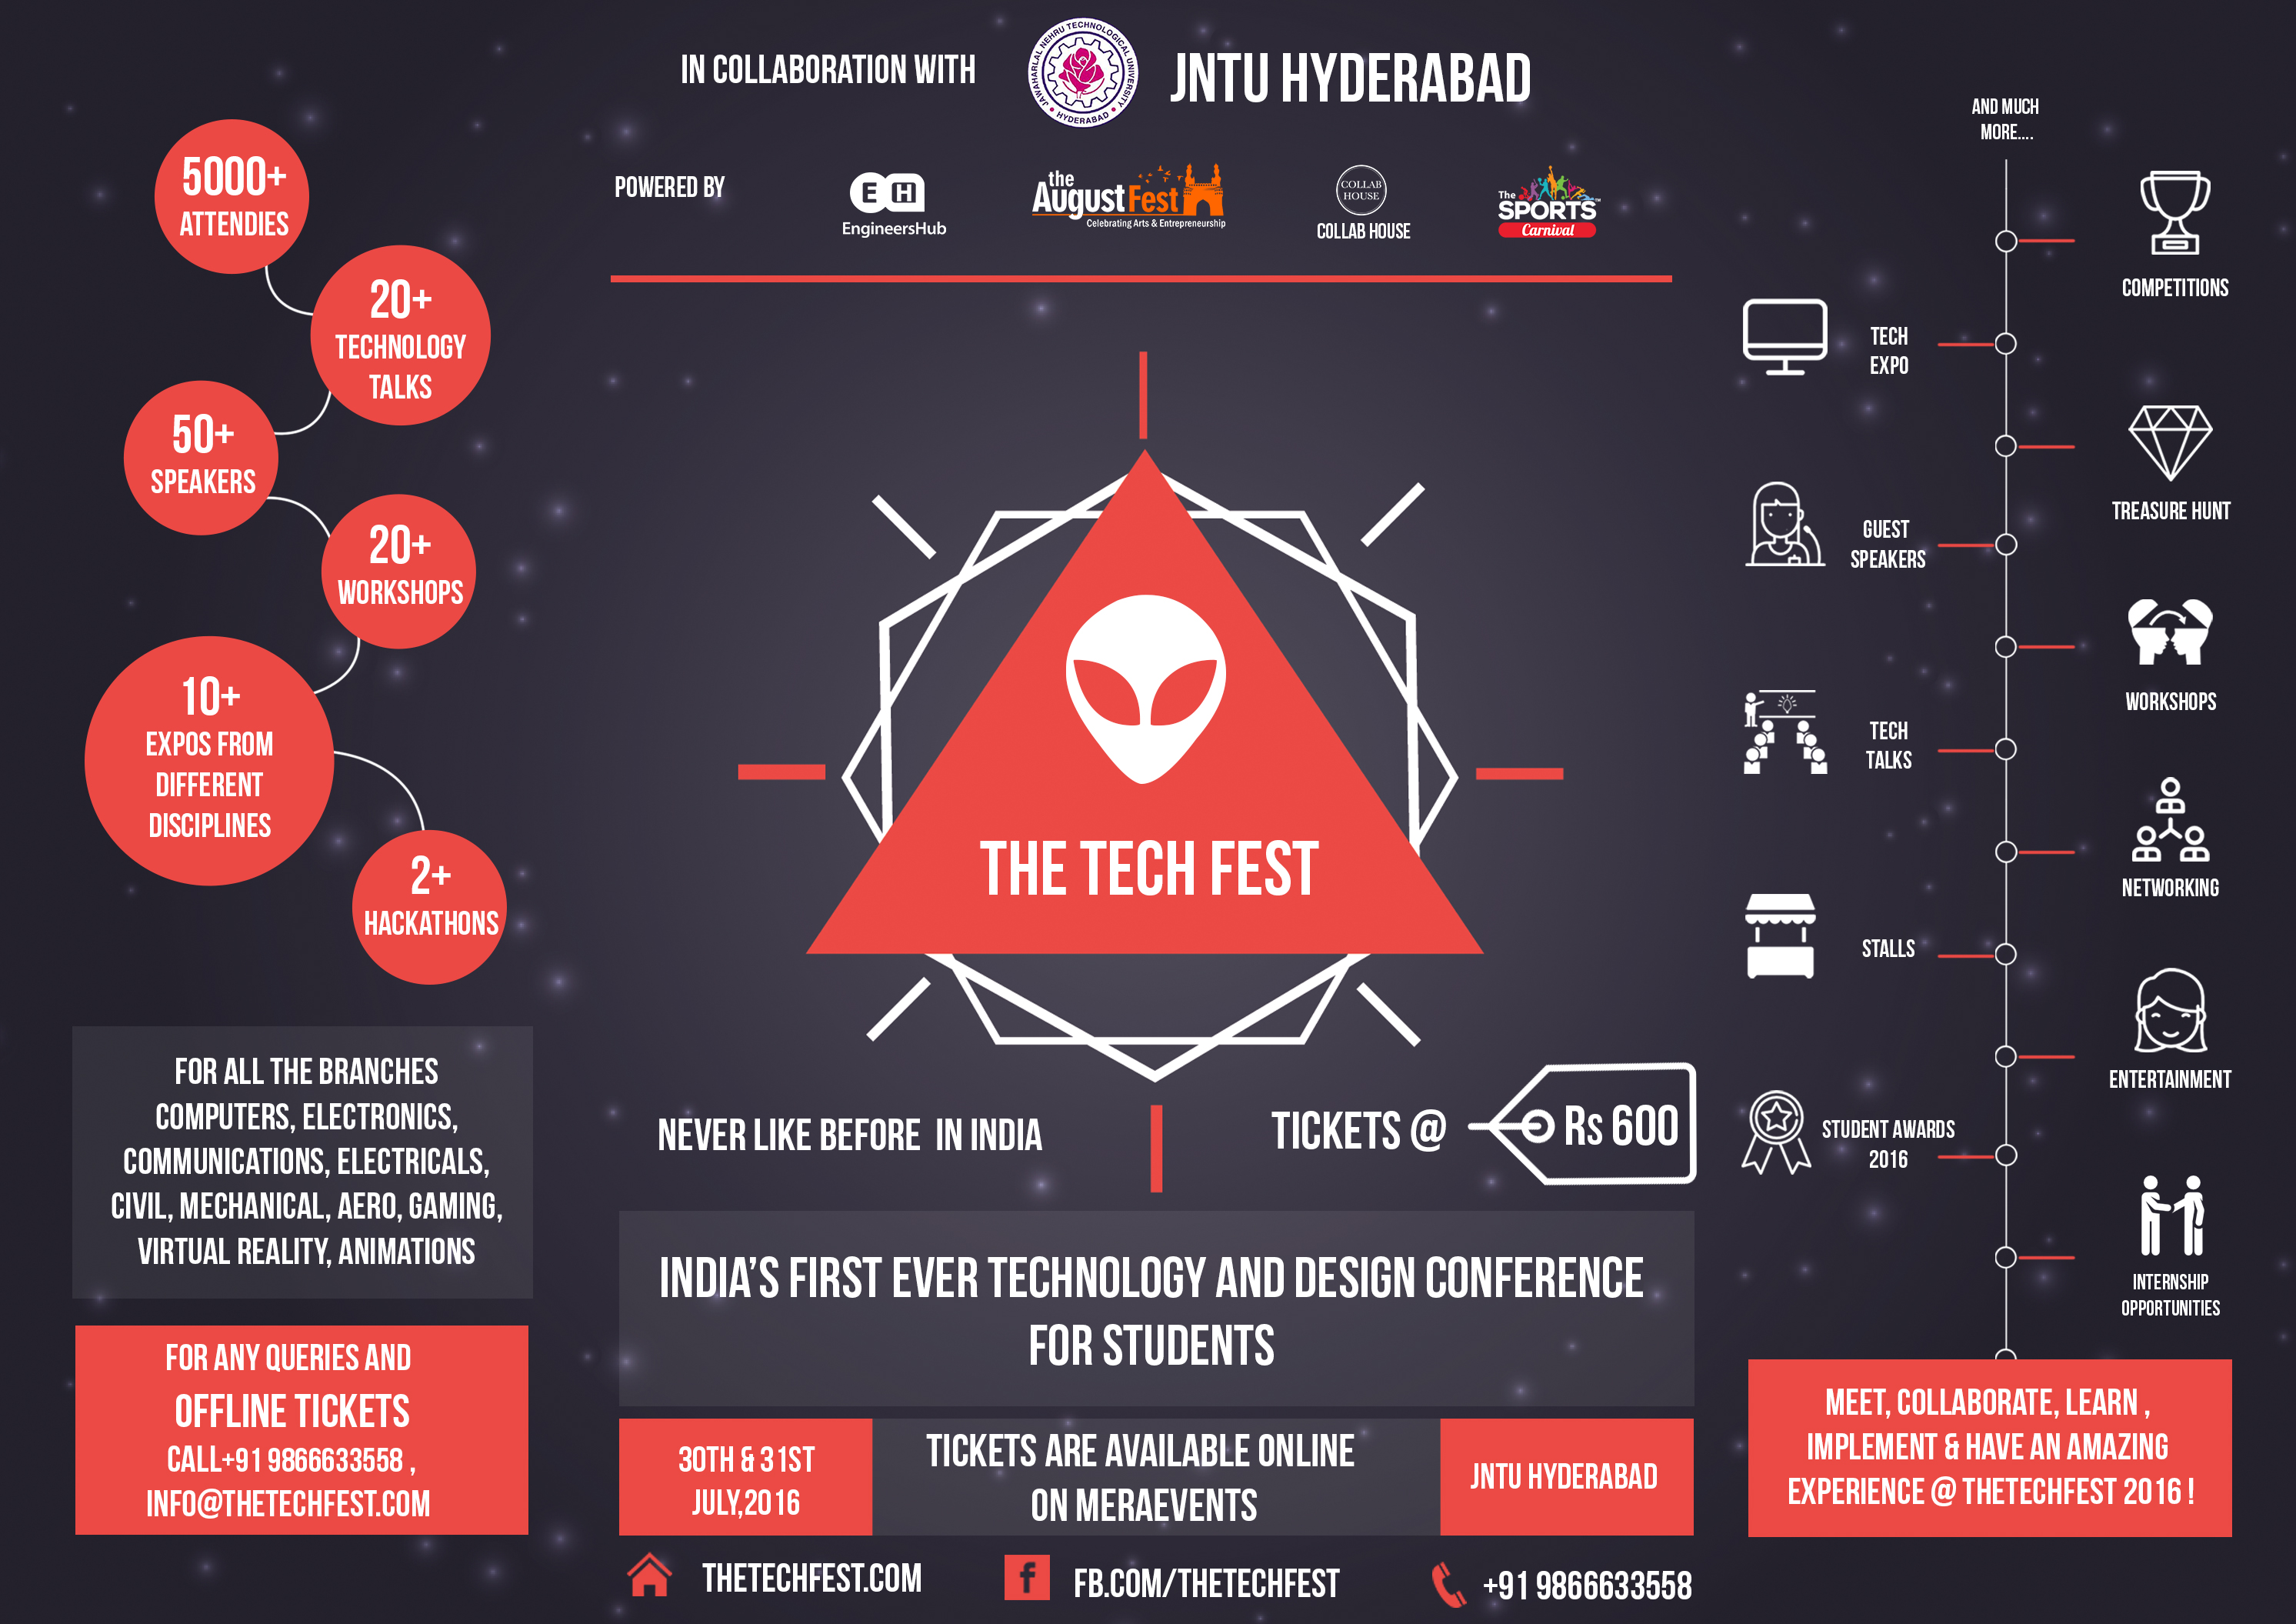 IN COLLABORATION WITH
JAWAHARLAL NEHRU TECHNOLOGICAL UNIVERSITY
HYDERABAD
JNTU HYDERABAD
POWERED BY
EH
EngineersHub
the
August Fest
Celebrating Arts & Entrepreneurship
COLLAB
HOUSE
COLLAB HOUSE
The
SPORTS
Carnival
5000+
ATTENDIES
20+
TECHNOLOGY
TALKS
50+
SPEAKERS
20+
WORKSHOPS
10+
EXPOS FROM
DIFFERENT
DISCIPLINES
2+
HACKATHONS
FOR ALL THE BRANCHES
COMPUTERS, ELECTRONICS,
COMMUNICATIONS, ELECTRICALS,
CIVIL, MECHANICAL, AERO, GAMING,
VIRTUAL REALITY, ANIMATIONS
FOR ANY QUERIES AND
OFFLINE TICKETS
CALL+91 9866633558 ,
INFO@THETECHFEST.COM
THE TECH FEST
NEVER LIKE BEFORE IN INDIA
TICKETS @
Rs 600
INDIA'S FIRST EVER TECHNOLOGY AND DESIGN CONFERENCE
FOR STUDENTS
30TH & 31ST
JULY,2016
TICKETS ARE AVAILABLE ONLINE
ON MERAEVENTS
JNTU HYDERABAD
THETECHFEST.COM
f
FB.COM/THETECHFEST
+91 9866633558
AND MUCH
MORE....
COMPETITIONS
TECH
EXPO
TREASURE HUNT
GUEST
SPEAKERS
WORKSHOPS
TECH
TALKS
NETWORKING
STALLS
ENTERTAINMENT
STUDENT AWARDS
2016
INTERNSHIP
OPPORTUNITIES
MEET, COLLABORATE, LEARN ,
IMPLEMENT & HAVE AN AMAZING
EXPERIENCE @ THETECHFEST 2016 !